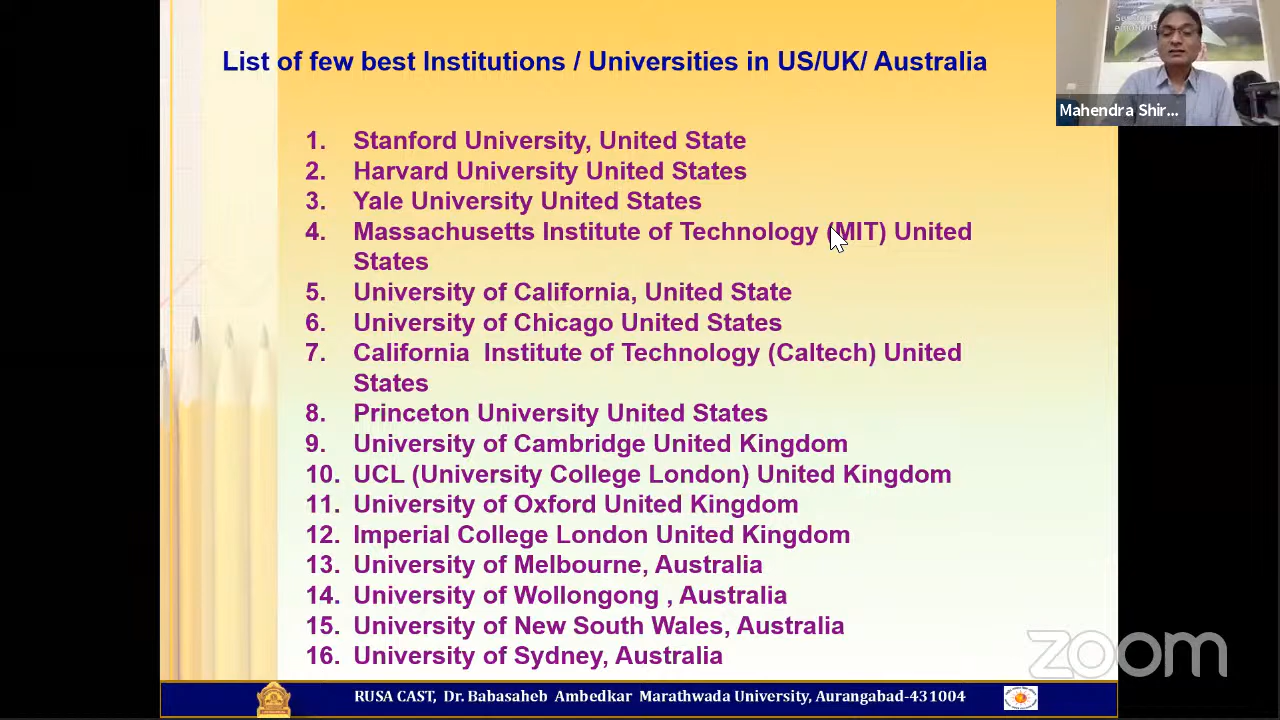 List of few best Institutions / Universities in US/UK/ Australia
Mahendra Shir...
1. Stanford University, United State
2. Harvard University United States
3. Yale University United States
4. Massachusetts Institute of Technology (MIT) United
States
5. University of California, United State
6. University of Chicago United States
7. California Institute of Technology (Caltech) United
States
8. Princeton University United States
9. University of Cambridge United Kingdom
10. UCL (University College London) United Kingdom
11. University of Oxford United Kingdom
12. Imperial College London United Kingdom
13. University of Melbourne, Australia
14. University of Wollongong , Australia
15. University of New South Wales, Australia
16. University of Sydney, Australia
zoom
RUSA CAST, Dr. Babasaheb Ambedkar Marathwada University, Aurangabad-431004